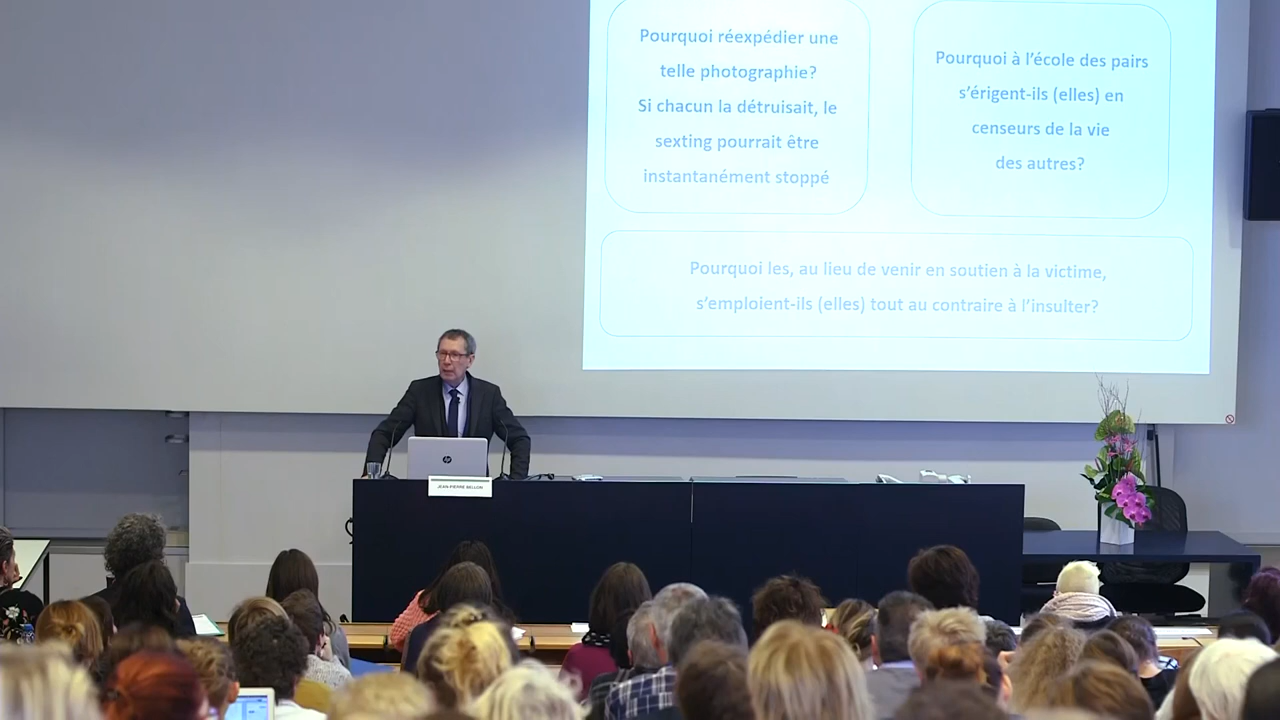 Pourquoi réexpédier une
telle photographie?
Si chacun la détruisait, le
sexting pourrait être
instantanément stoppé
Pourquoi à l'école des pairs
s'érigent-ils (elles) en
censeurs de la vie
des autres?
Pourquoi les, au lieu de venir en soutien à la victime,
s'emploient-ils (elles) tout au contraire à l'insulter?
hp
JEAN-PIERRE BELLON